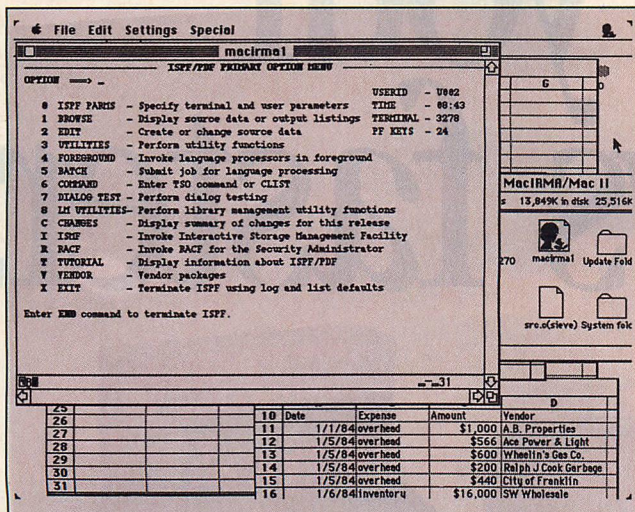 File Edit Settings Special
macirma1
ISPF/PDF PRIMARY OPTION MENU
OPTION ===> _
USERID - U002
0 ISPF PARMS - Specify terminal and user parameters TIME - 08:43
1 BROWSE - Display source data or output listings TERMINAL - 3278
2 EDIT - Create or change source data PF KEYS - 24
3 UTILITIES - Perform utility functions
4 FOREGROUND - Invoke language processors in foreground
5 BATCH - Submit job for language processing
6 COMMAND - Enter TSO command or CLIST
7 DIALOG TEST - Perform dialog testing
8 LM UTILITIES- Perform library management utility functions
C CHANGES - Display summary of changes for this release
I ISMF - Invoke Interactive Storage Management Facility
R RACF - Invoke RACF for the Security Administrator
T TUTORIAL - Display information about ISPF/PDF
V VENDOR - Vendor packages
X EXIT - Terminate ISPF using log and list defaults
Enter END command to terminate ISPF.
31
G
MacIRMA/Mac II
s 13,849K in disk 25,516K
270 macirma1 Update Fold
src.o(sieve) System fold
D
25
26
27
28
29
30
31
10 Date Expense Amount Vendor
11 1/1/84 overhead $1,000 A.B. Properties
12 1/5/84 overhead $566 Ace Power & Light
13 1/5/84 overhead $600 Wheelin's Gas Co.
14 1/5/84 overhead $200 Ralph J Cook Garbage
15 1/5/84 overhead $440 City of Franklin
16 1/6/84 inventory $16,000 SW Wholesale